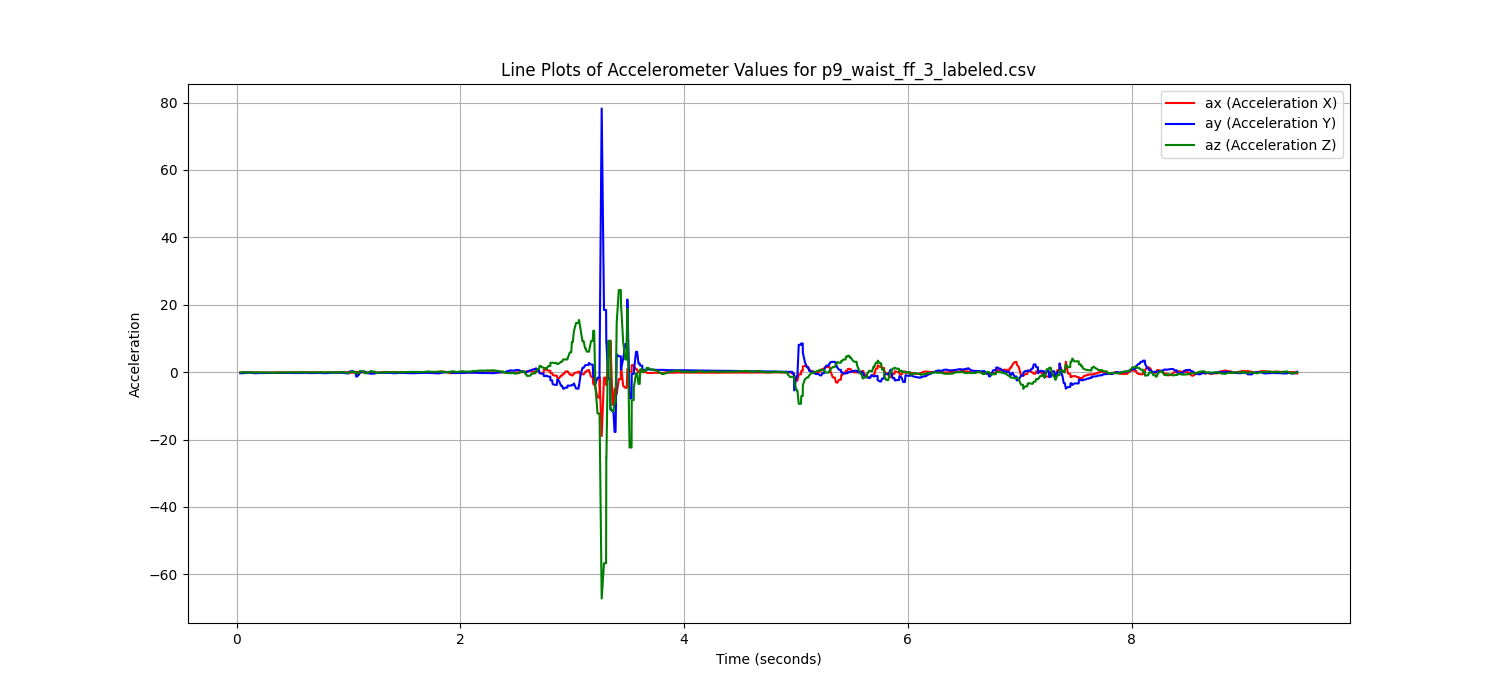 Line Plots of Accelerometer Values for p9_waist_ff_3_labeled.csv
ax (Acceleration X)
ay (Acceleration Y)
az (Acceleration Z)
80
60
40
20
0
−20
−40
−60
Acceleration
0 2 4 6 8
Time (seconds)